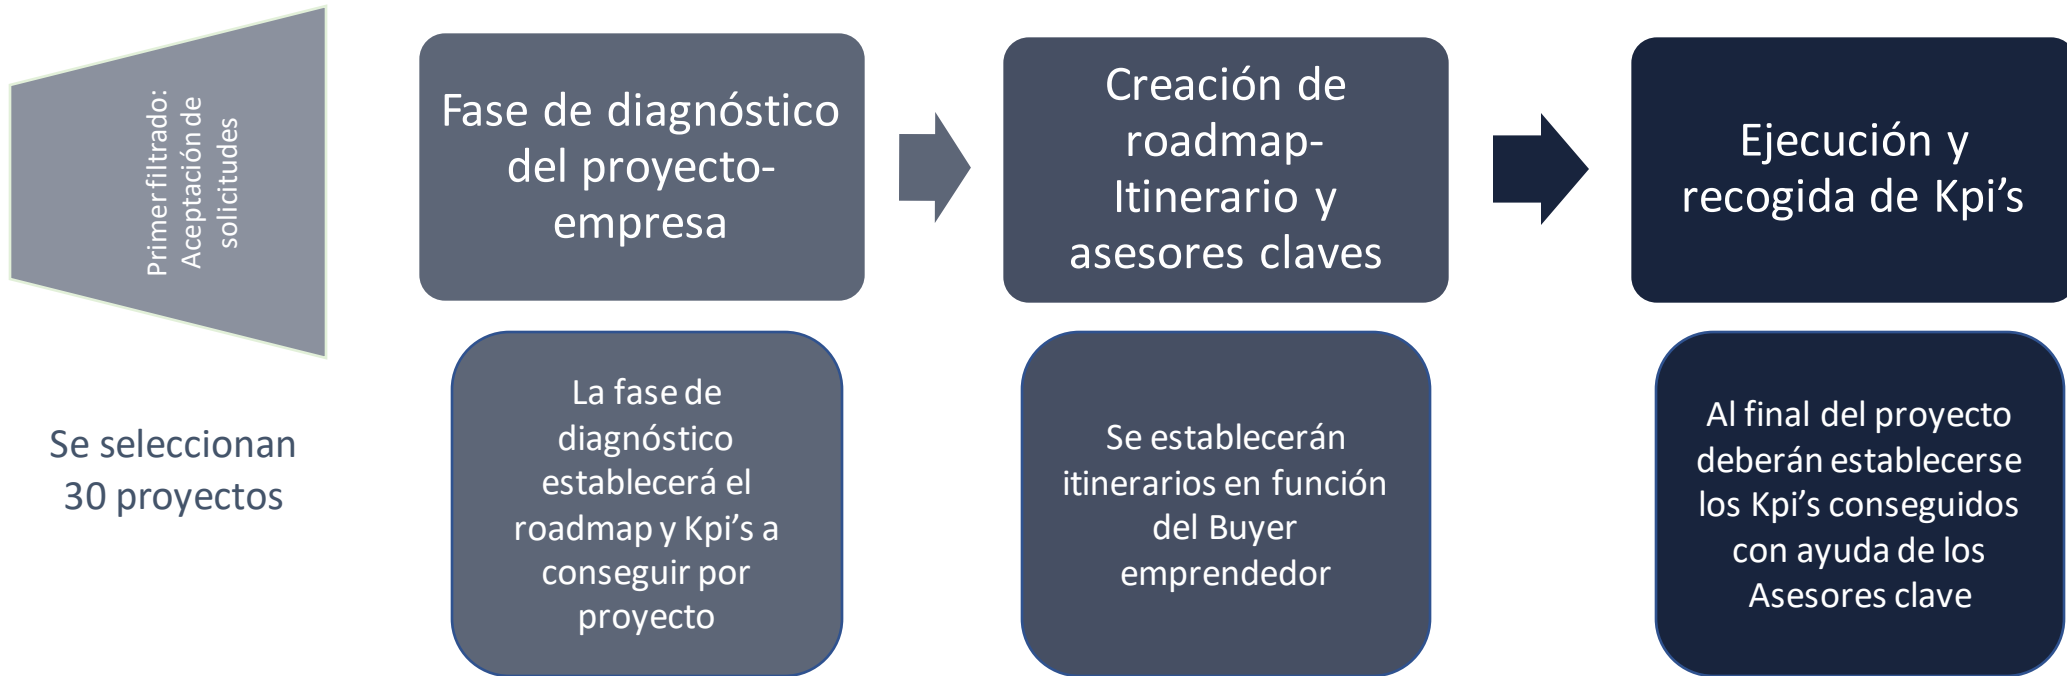 Primer filtrado:
Aceptación de
solicitudes
Se seleccionan
30 proyectos
Fase de diagnóstico
del proyecto-
empresa
La fase de
diagnóstico
establecerá el
roadmap y Kpi's a
conseguir por
proyecto
Creación de
roadmap-
Itinerario y
asesores claves
Se establecerán
itinerarios en función
del Buyer
emprendedor
Ejecución y
recogida de Kpi's
Al final del proyecto
deberán establecerse
los Kpi's conseguidos
con ayuda de los
Asesores clave